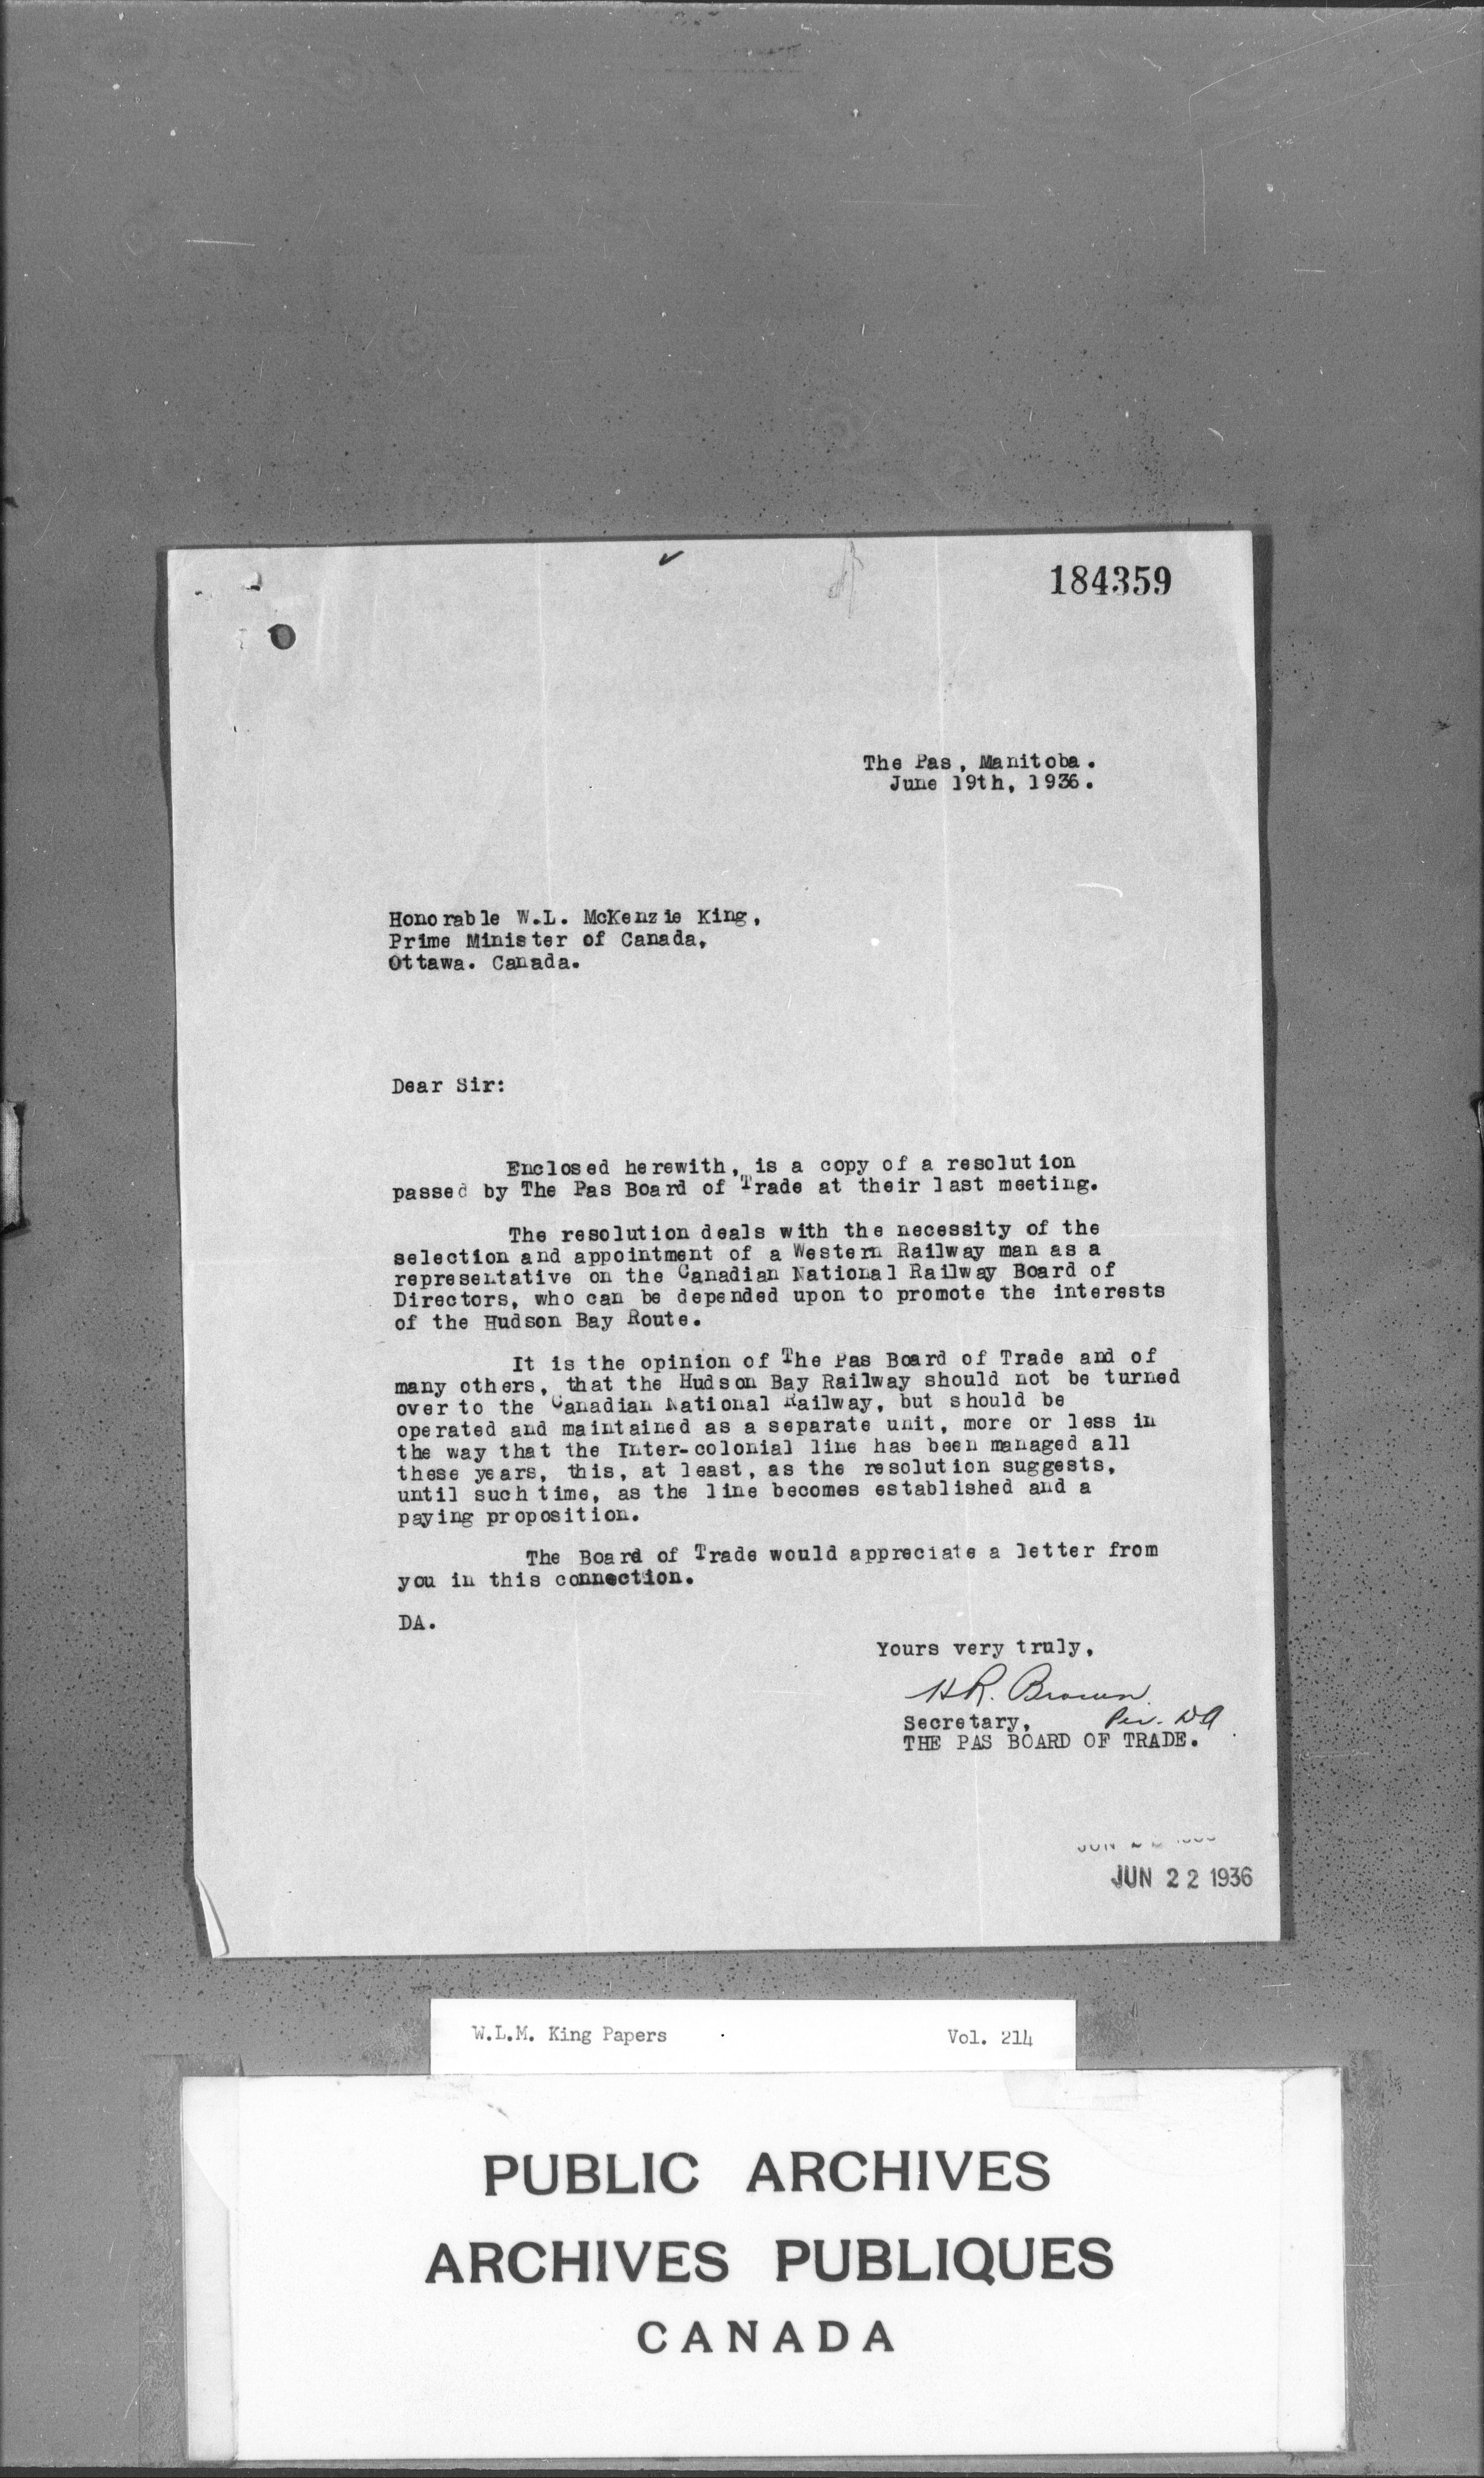 184359
The Pas, Manitoba.
June 19th, 1936.
Honorable W.L. McKenzie King,
Prime Minister of Canada,
Ottawa. Canada.
Dear Sir:
Enclosed herewith, is a copy of a resolution
passed by The Pas Board of Trade at their last meeting.
The resolution deals with the necessity of the
selection and appointment of a Western Railway man as a
representative on the Canadian National Railway Board of
Directors, who can be depended upon to promote the interests
of the Hudson Bay Route.
It is the opinion of The Pas Board of Trade and of
many others, that the Hudson Bay Railway should not be turned
over to the Canadian National Railway, but should be
operated and maintained as a separate unit, more or less in
the way that the Inter-colonial line has been managed all
these years, this, at least, as the resolution suggests,
until such time, as the line becomes established and a
paying proposition.
The Board of Trade would appreciate a letter from
you in this connection.
DA.
Yours very truly,
H.R. Brown.
Secretary, Per. DA
THE PAS BOARD OF TRADE.
JUN 22 1936
W.L.M. King Papers Vol. 214
PUBLIC ARCHIVES
ARCHIVES PUBLIQUES
CANADA